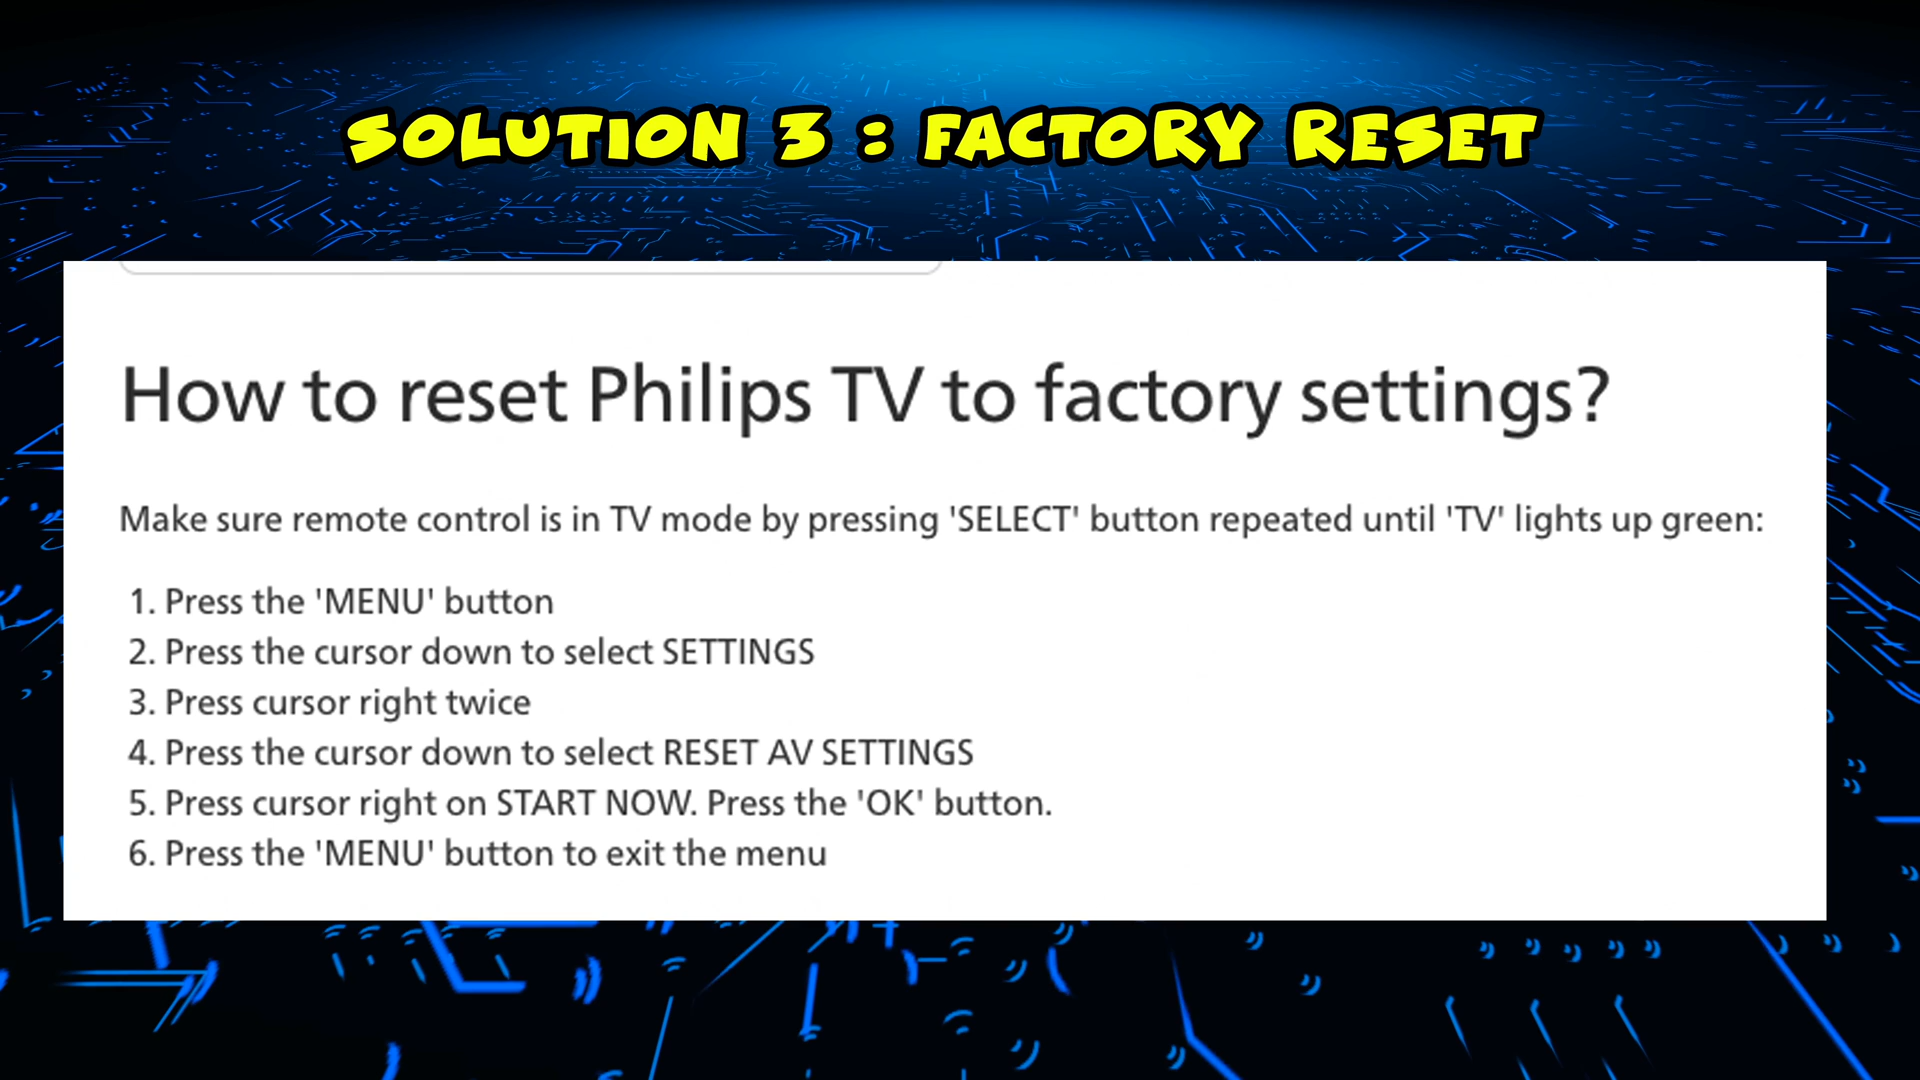 SOLUTION 3 : FACTORY RESET
How to reset Philips TV to factory settings?
Make sure remote control is in TV mode by pressing 'SELECT' button repeated until 'TV' lights up green:
1. Press the 'MENU' button
2. Press the cursor down to select SETTINGS
3. Press cursor right twice
4. Press the cursor down to select RESET AV SETTINGS
5. Press cursor right on START NOW. Press the 'OK' button.
6. Press the 'MENU' button to exit the menu